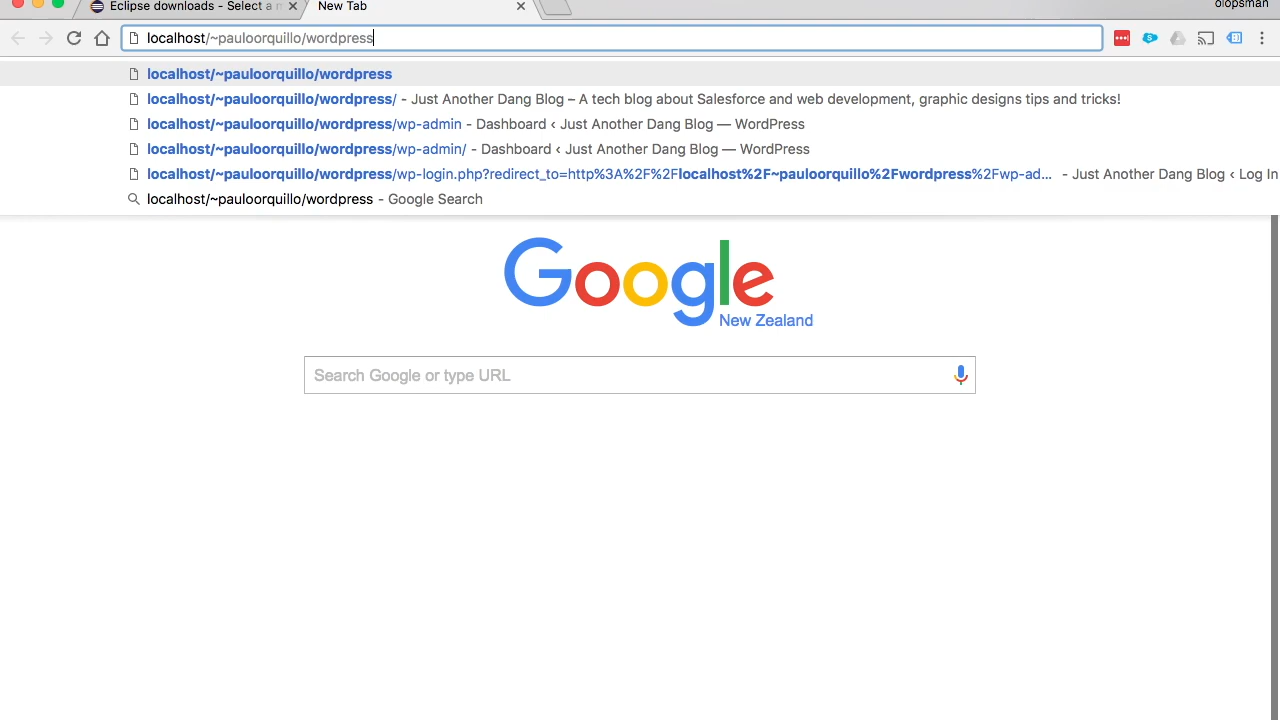 Eclipse downloads - Select a m
New Tab
olopsman
localhost/~pauloorquillo/wordpress
localhost/~pauloorquillo/wordpress
localhost/~pauloorquillo/wordpress/ - Just Another Dang Blog – A tech blog about Salesforce and web development, graphic designs tips and tricks!
localhost/~pauloorquillo/wordpress/wp-admin - Dashboard ‹ Just Another Dang Blog — WordPress
localhost/~pauloorquillo/wordpress/wp-admin/ - Dashboard ‹ Just Another Dang Blog — WordPress
localhost/~pauloorquillo/wordpress/wp-login.php?redirect_to=http%3A%2F%2Flocalhost%2F~pauloorquillo%2Fwordpress%2Fwp-ad... - Just Another Dang Blog ‹ Log In
localhost/~pauloorquillo/wordpress - Google Search
Google
New Zealand
Search Google or type URL